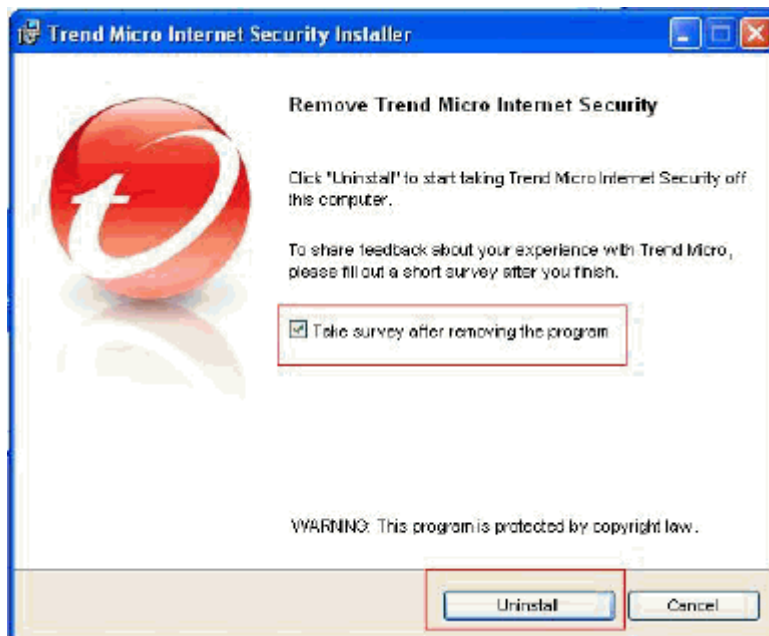 Trend Micro Internet Security Installer
Remove Trend Micro Internet Security
Click "Uninstall" to start taking Trend Micro Internet Security off
this computer.
To share feedback about your experience with Trend Micro,
please fill out a short survey after you finish.
Take survey after removing the program
WARNING: This program is protected by copyright law.
Uninstall
Cancel